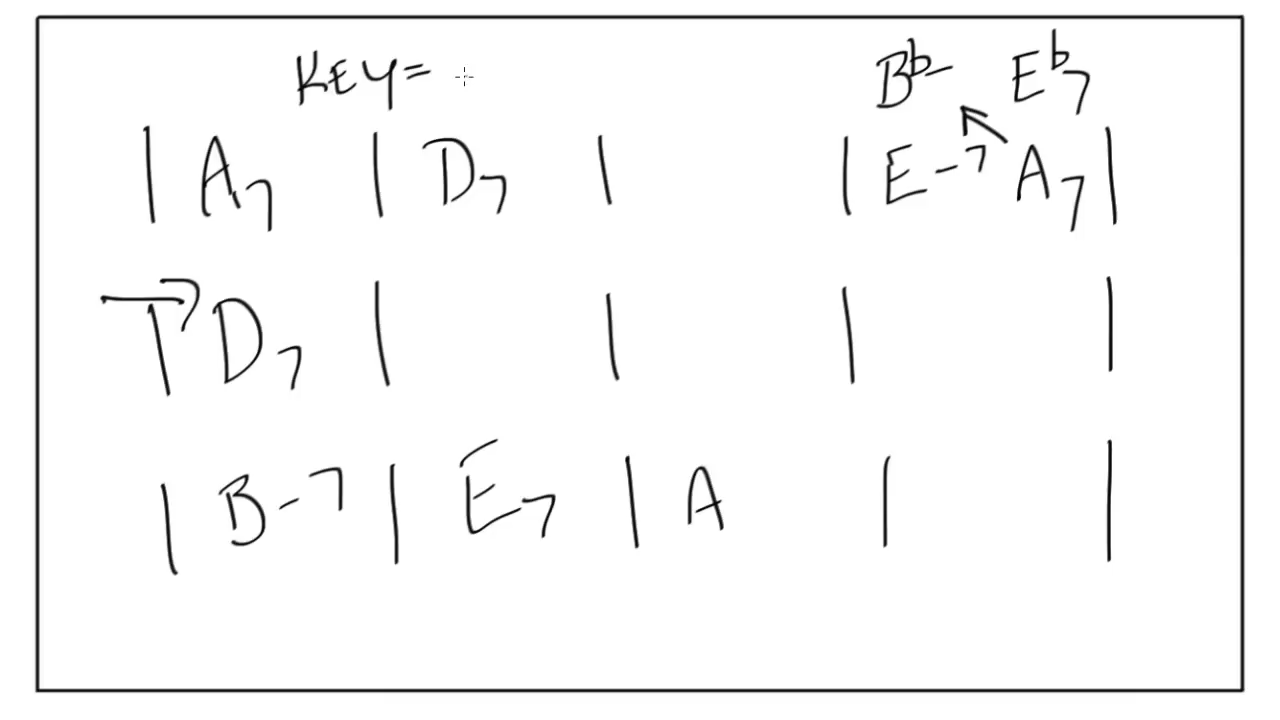 KEY= B♭- E♭7
| A7 | D7 | | E-7 A7 |
D7 | | | |
| B-7 | E7 | A | |